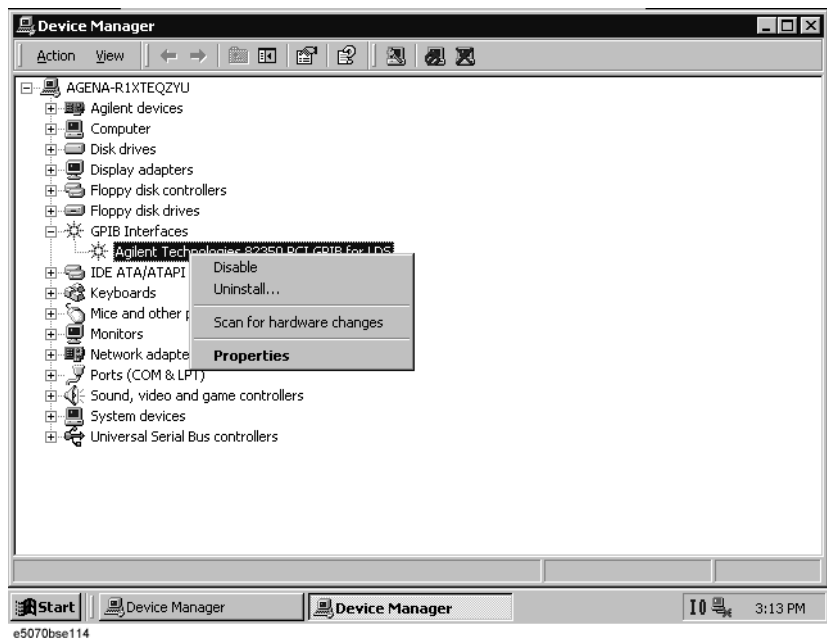 Device Manager
Action View
AGENA-R1XTEQZYU
Agilent devices
Computer
Disk drives
Display adapters
Floppy disk controllers
Floppy disk drives
GPIB Interfaces
Agilent Technologies 82350 PCI GPIB for LDS
IDE ATA/ATAPI
Keyboards
Mice and other
Monitors
Network adapte
Ports (COM & LPT)
Sound, video and game controllers
System devices
Universal Serial Bus controllers
Disable
Uninstall...
Scan for hardware changes
Properties
Start Device Manager Device Manager IO 3:13 PM
e5070bse114